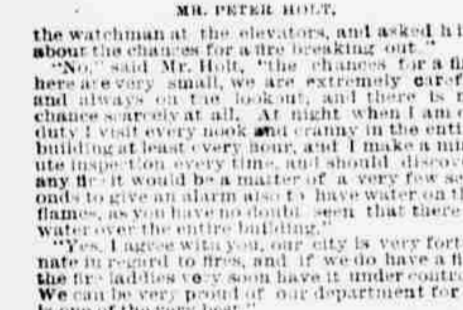 MR. PETER HOLT,
the watchman at the elevators, and asked hi
about the chances for a fire breaking out."
"No," said Mr. Holt, "the chances for a fi
here are very small, we are extremely caref
and always on the lookout, and there is n
chance scarcely at all. At night when I am o
duty I visit every nook and cranny in the enti
building at least every hour, and I make a min
ute inspection every time, and should discov
any fire it would be a matter of a very few se
onds to give an alarm also to have water on th
flames, as you have no doubt seen that there
water over the entire building."
"Yes, I agree with you, our city is very fort
nate in regard to fires, and if we do have a fi
the fire laddies very soon have it under contro
We can be very proud of our department for
is one of the very best."